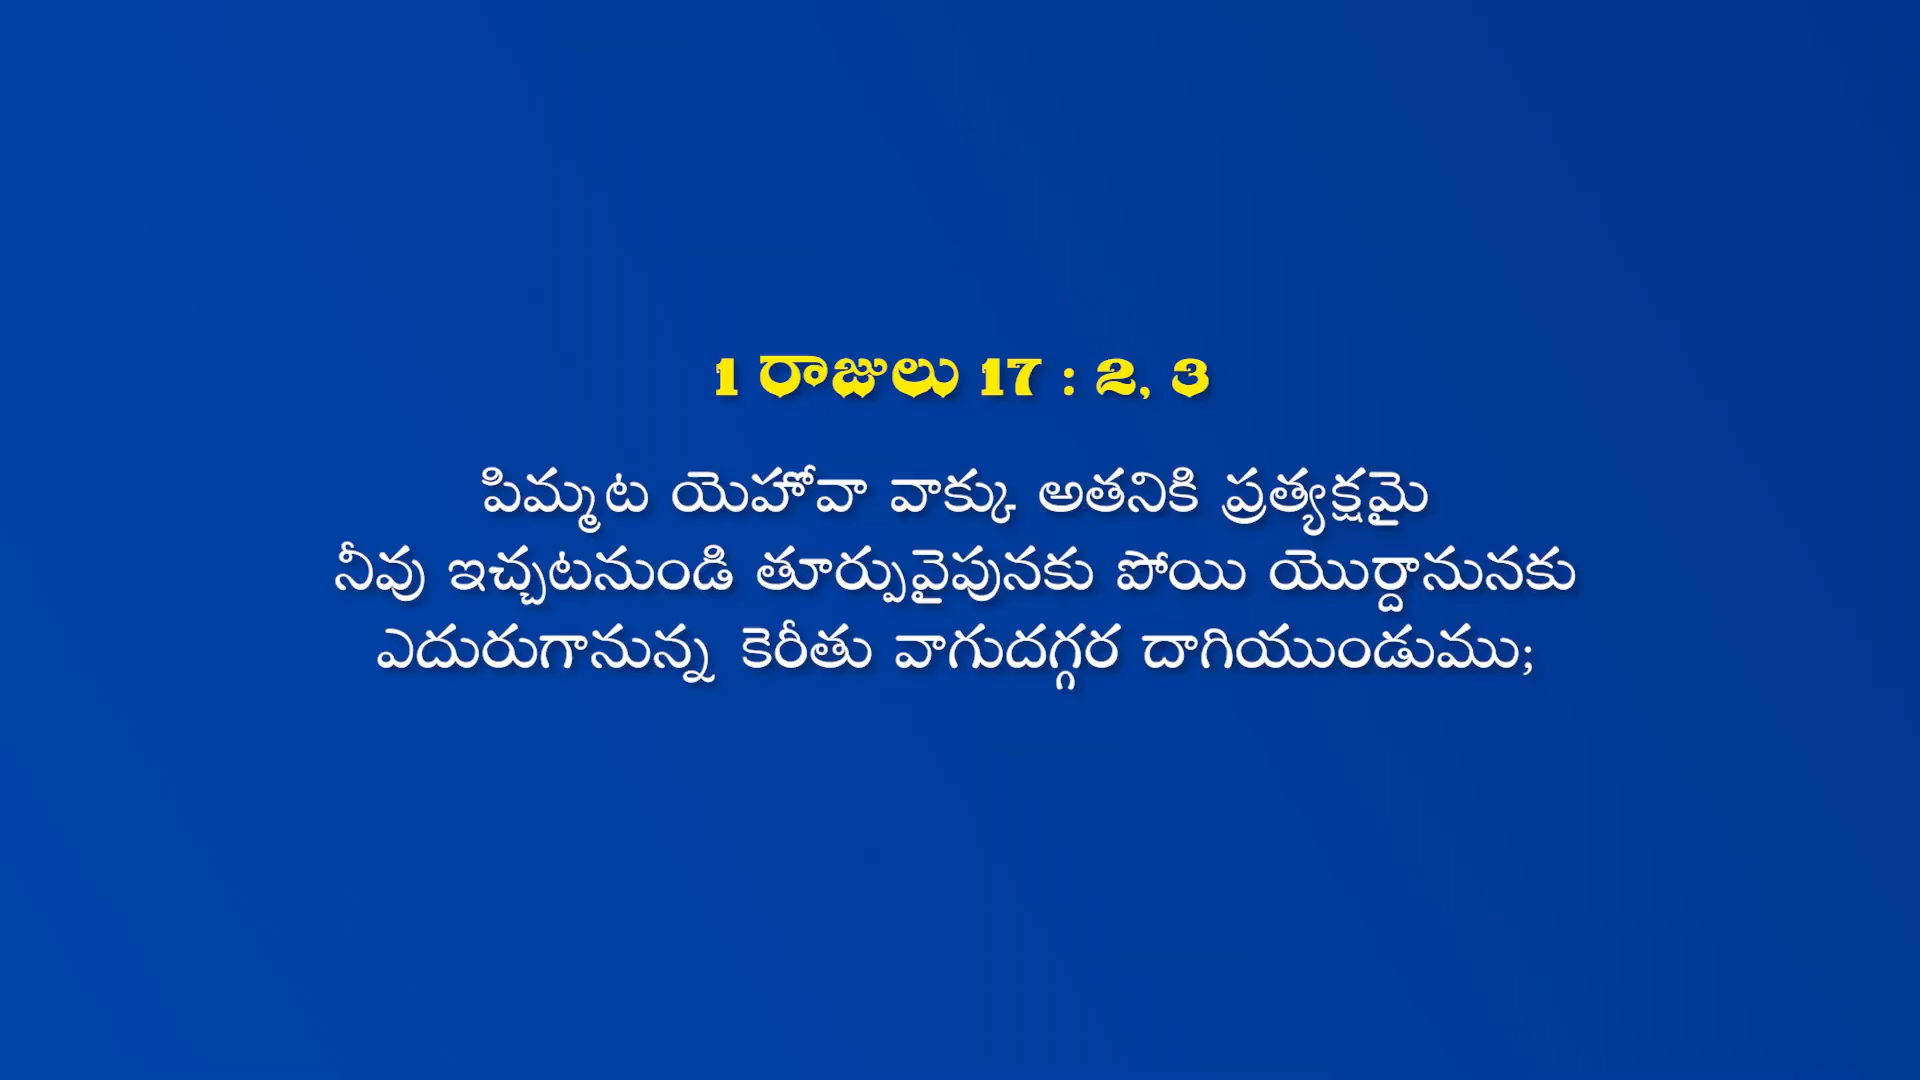 1 రాజులు 17 : 2, 3
పిమ్మట యెహోవా వాక్కు అతనికి ప్రత్యక్షమై
నీవు ఇచ్చటనుండి తూర్పువైపునకు పోయి యొర్దానునకు
ఎదురుగానున్న కెరీతు వాగుదగ్గర దాగియుండుము;